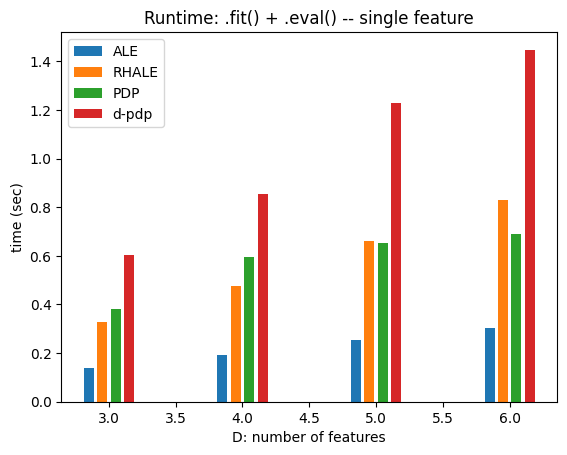 Runtime: .fit() + .eval() -- single feature
ALE
RHALE
PDP
d-pdp
time (sec)
1.4
1.2
1.0
0.8
0.6
0.4
0.2
0.0
3.0 3.5 4.0 4.5 5.0 5.5 6.0
D: number of features